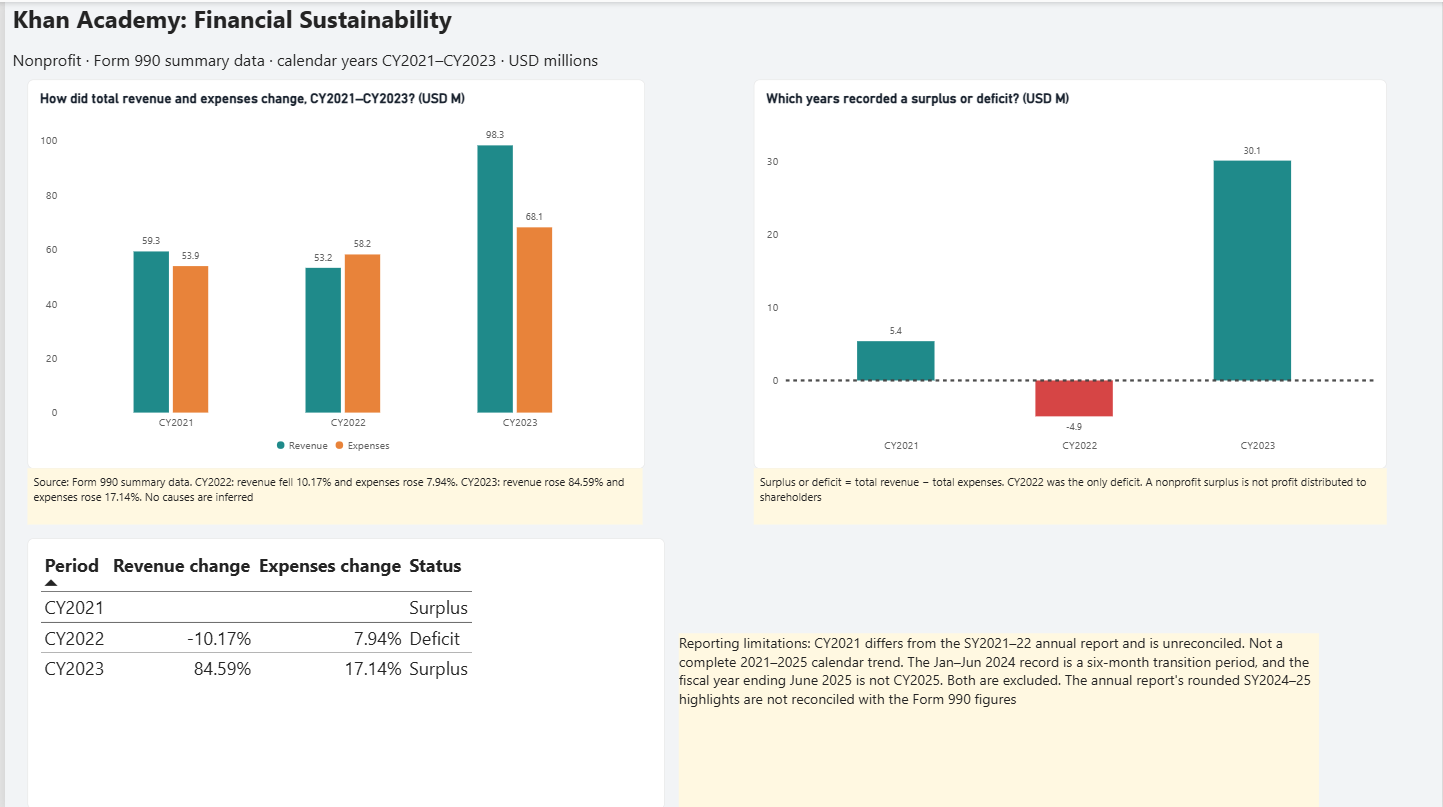 Khan Academy: Financial Sustainability
Nonprofit · Form 990 summary data · calendar years CY2021–CY2023 · USD millions
How did total revenue and expenses change, CY2021–CY2023? (USD M)
100
80
60
40
20
0
59.3
53.9
53.2
58.2
98.3
68.1
CY2021
CY2022
CY2023
Revenue
Expenses
Source: Form 990 summary data. CY2022: revenue fell 10.17% and expenses rose 7.94%. CY2023: revenue rose 84.59% and
expenses rose 17.14%. No causes are inferred
Which years recorded a surplus or deficit? (USD M)
30
20
10
0
5.4
-4.9
30.1
CY2021
CY2022
CY2023
Surplus or deficit = total revenue − total expenses. CY2022 was the only deficit. A nonprofit surplus is not profit distributed to
shareholders
Period Revenue change Expenses change Status
CY2021 Surplus
CY2022 -10.17% 7.94% Deficit
CY2023 84.59% 17.14% Surplus
Reporting limitations: CY2021 differs from the SY2021–22 annual report and is unreconciled. Not a
complete 2021–2025 calendar trend. The Jan–Jun 2024 record is a six-month transition period, and the
fiscal year ending June 2025 is not CY2025. Both are excluded. The annual report's rounded SY2024–25
highlights are not reconciled with the Form 990 figures